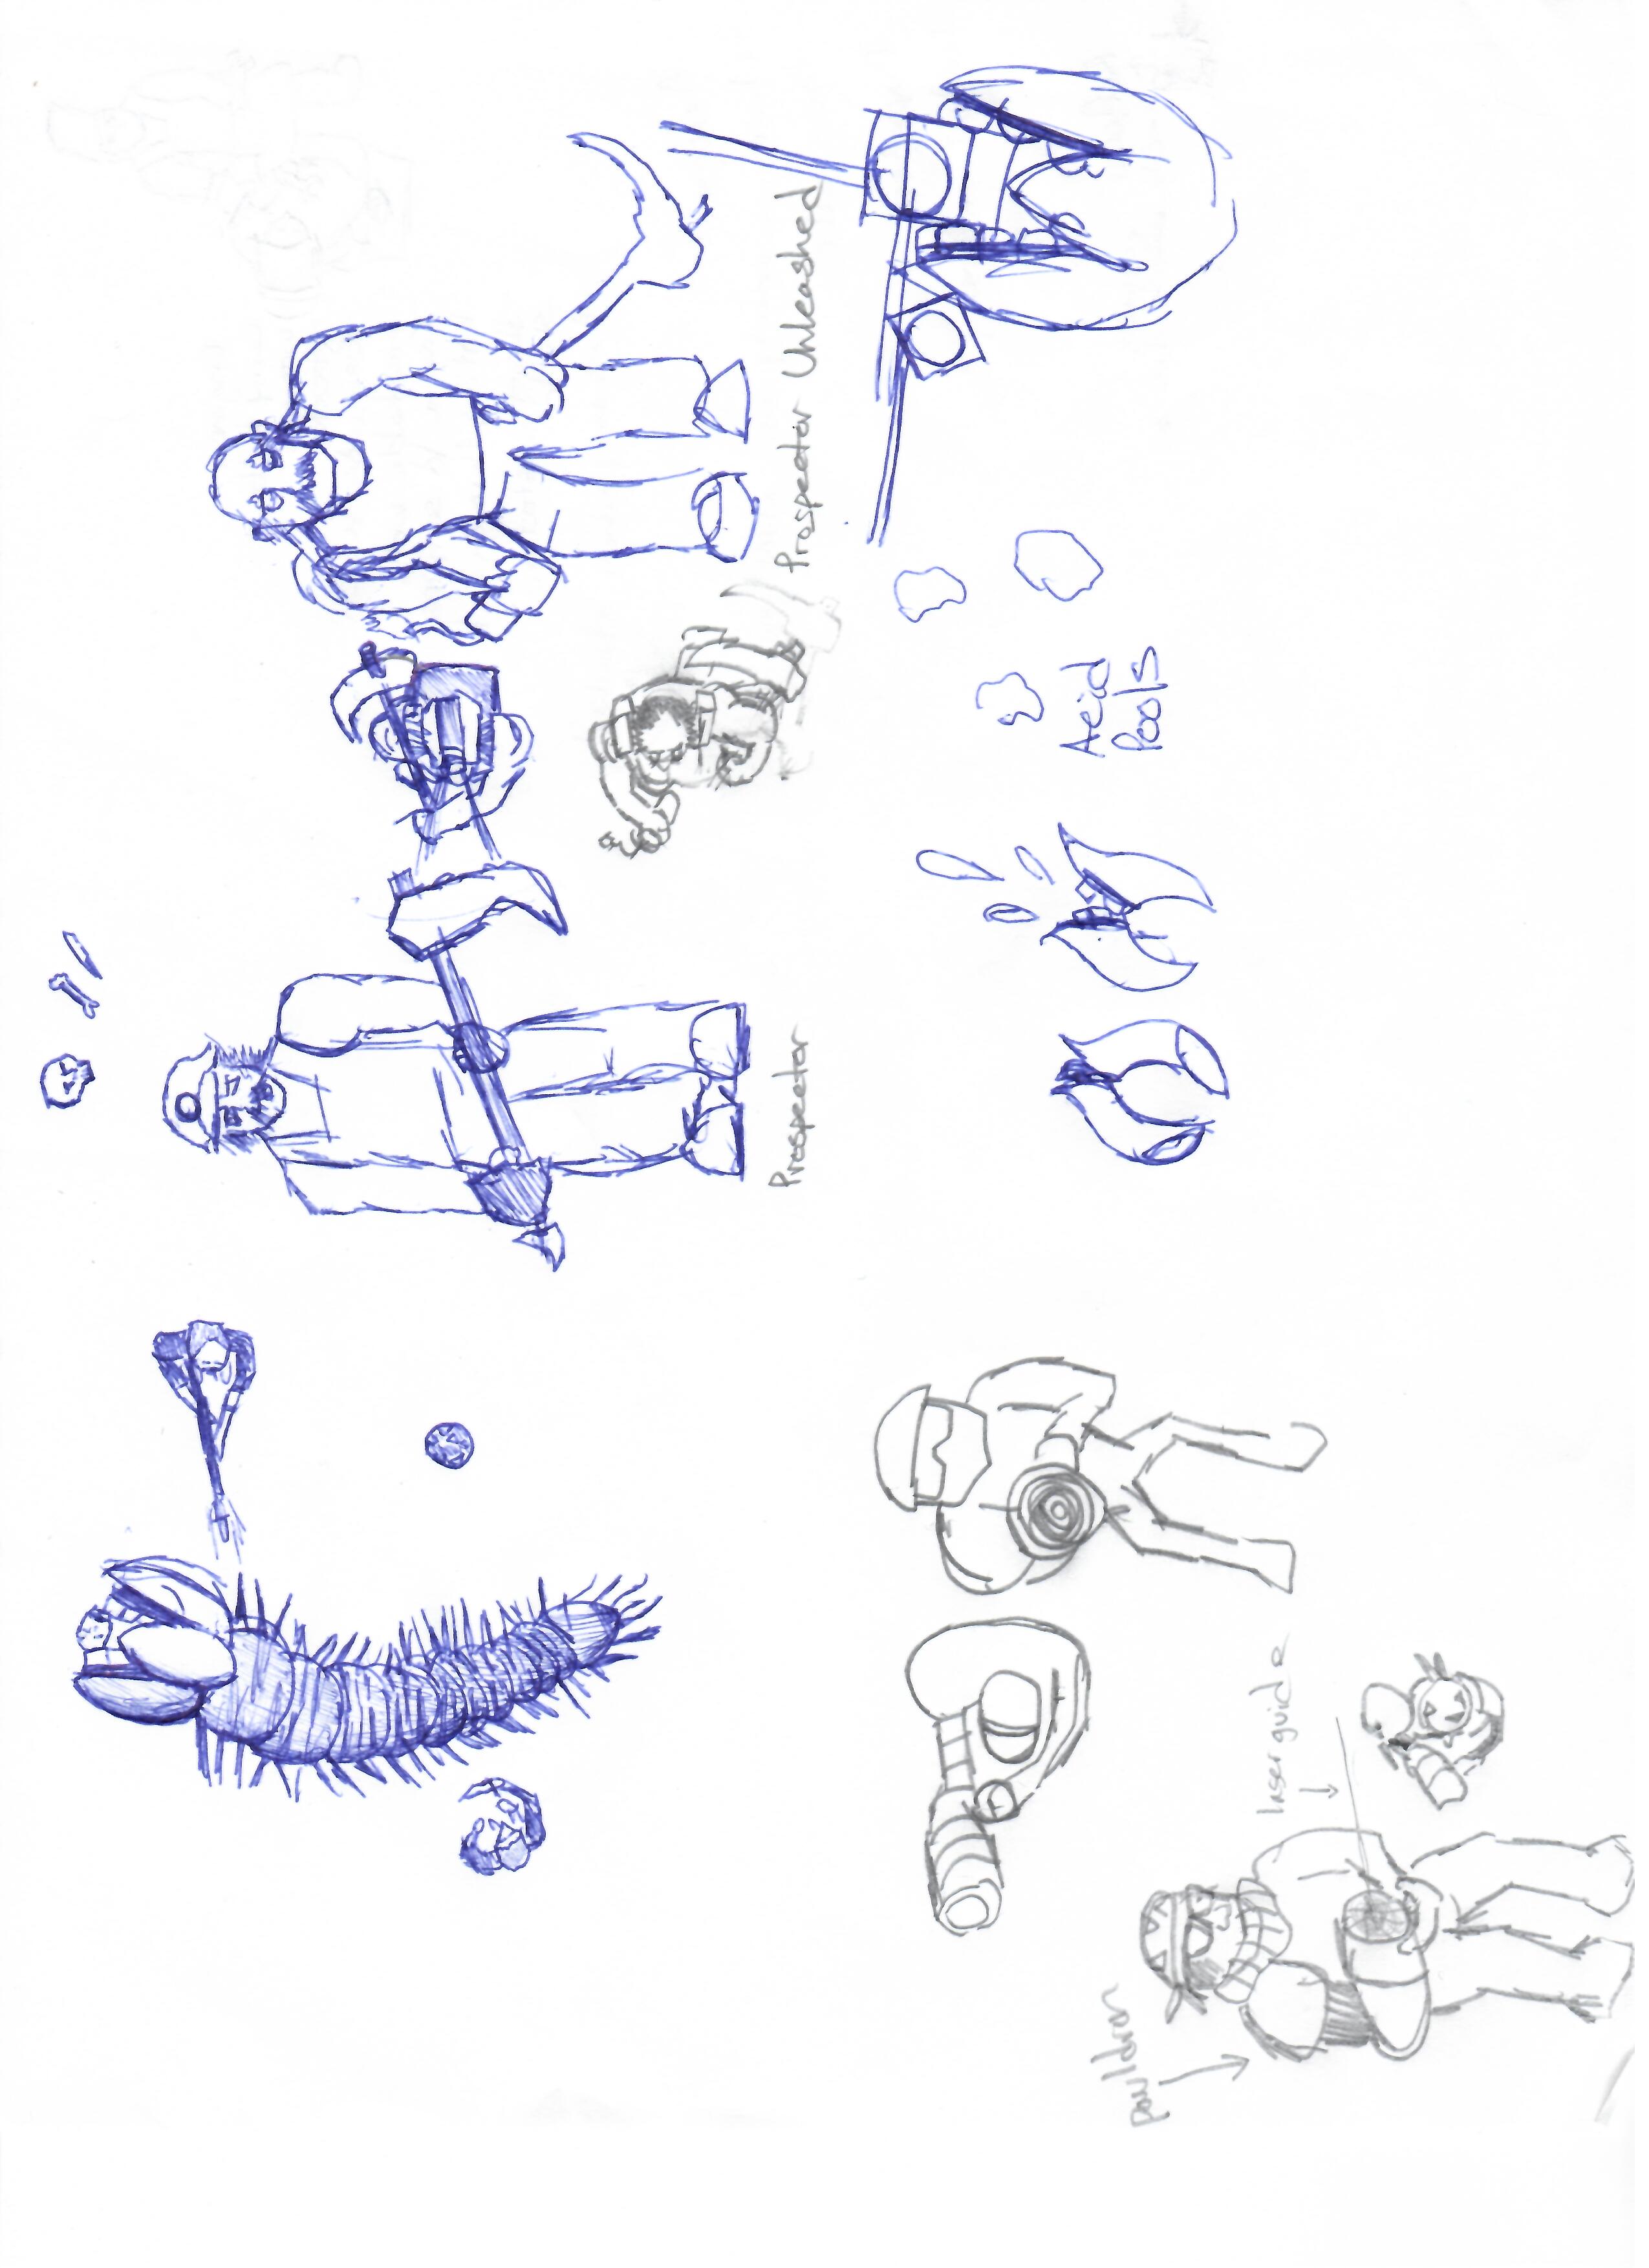 Prospector
Prospector Unleashed
Acid
Pools
pauldron
laser guide